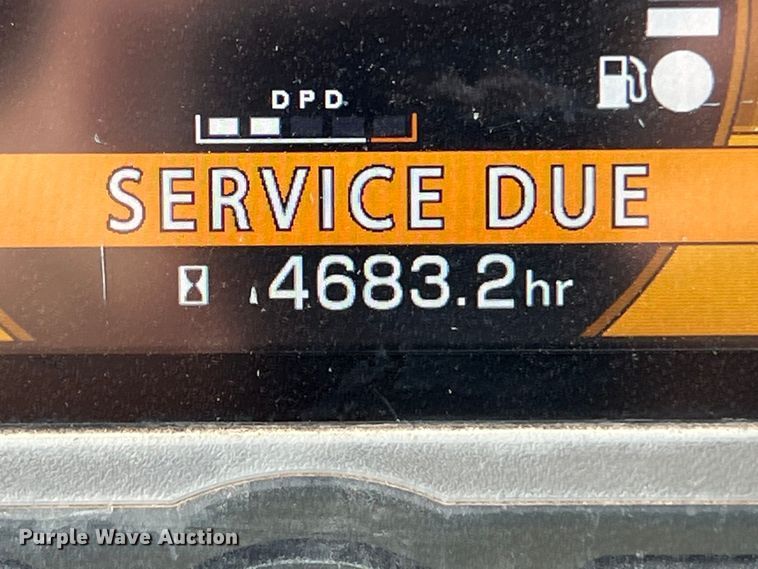 DPD
SERVICE DUE
4683.2hr
Purple Wave Auction